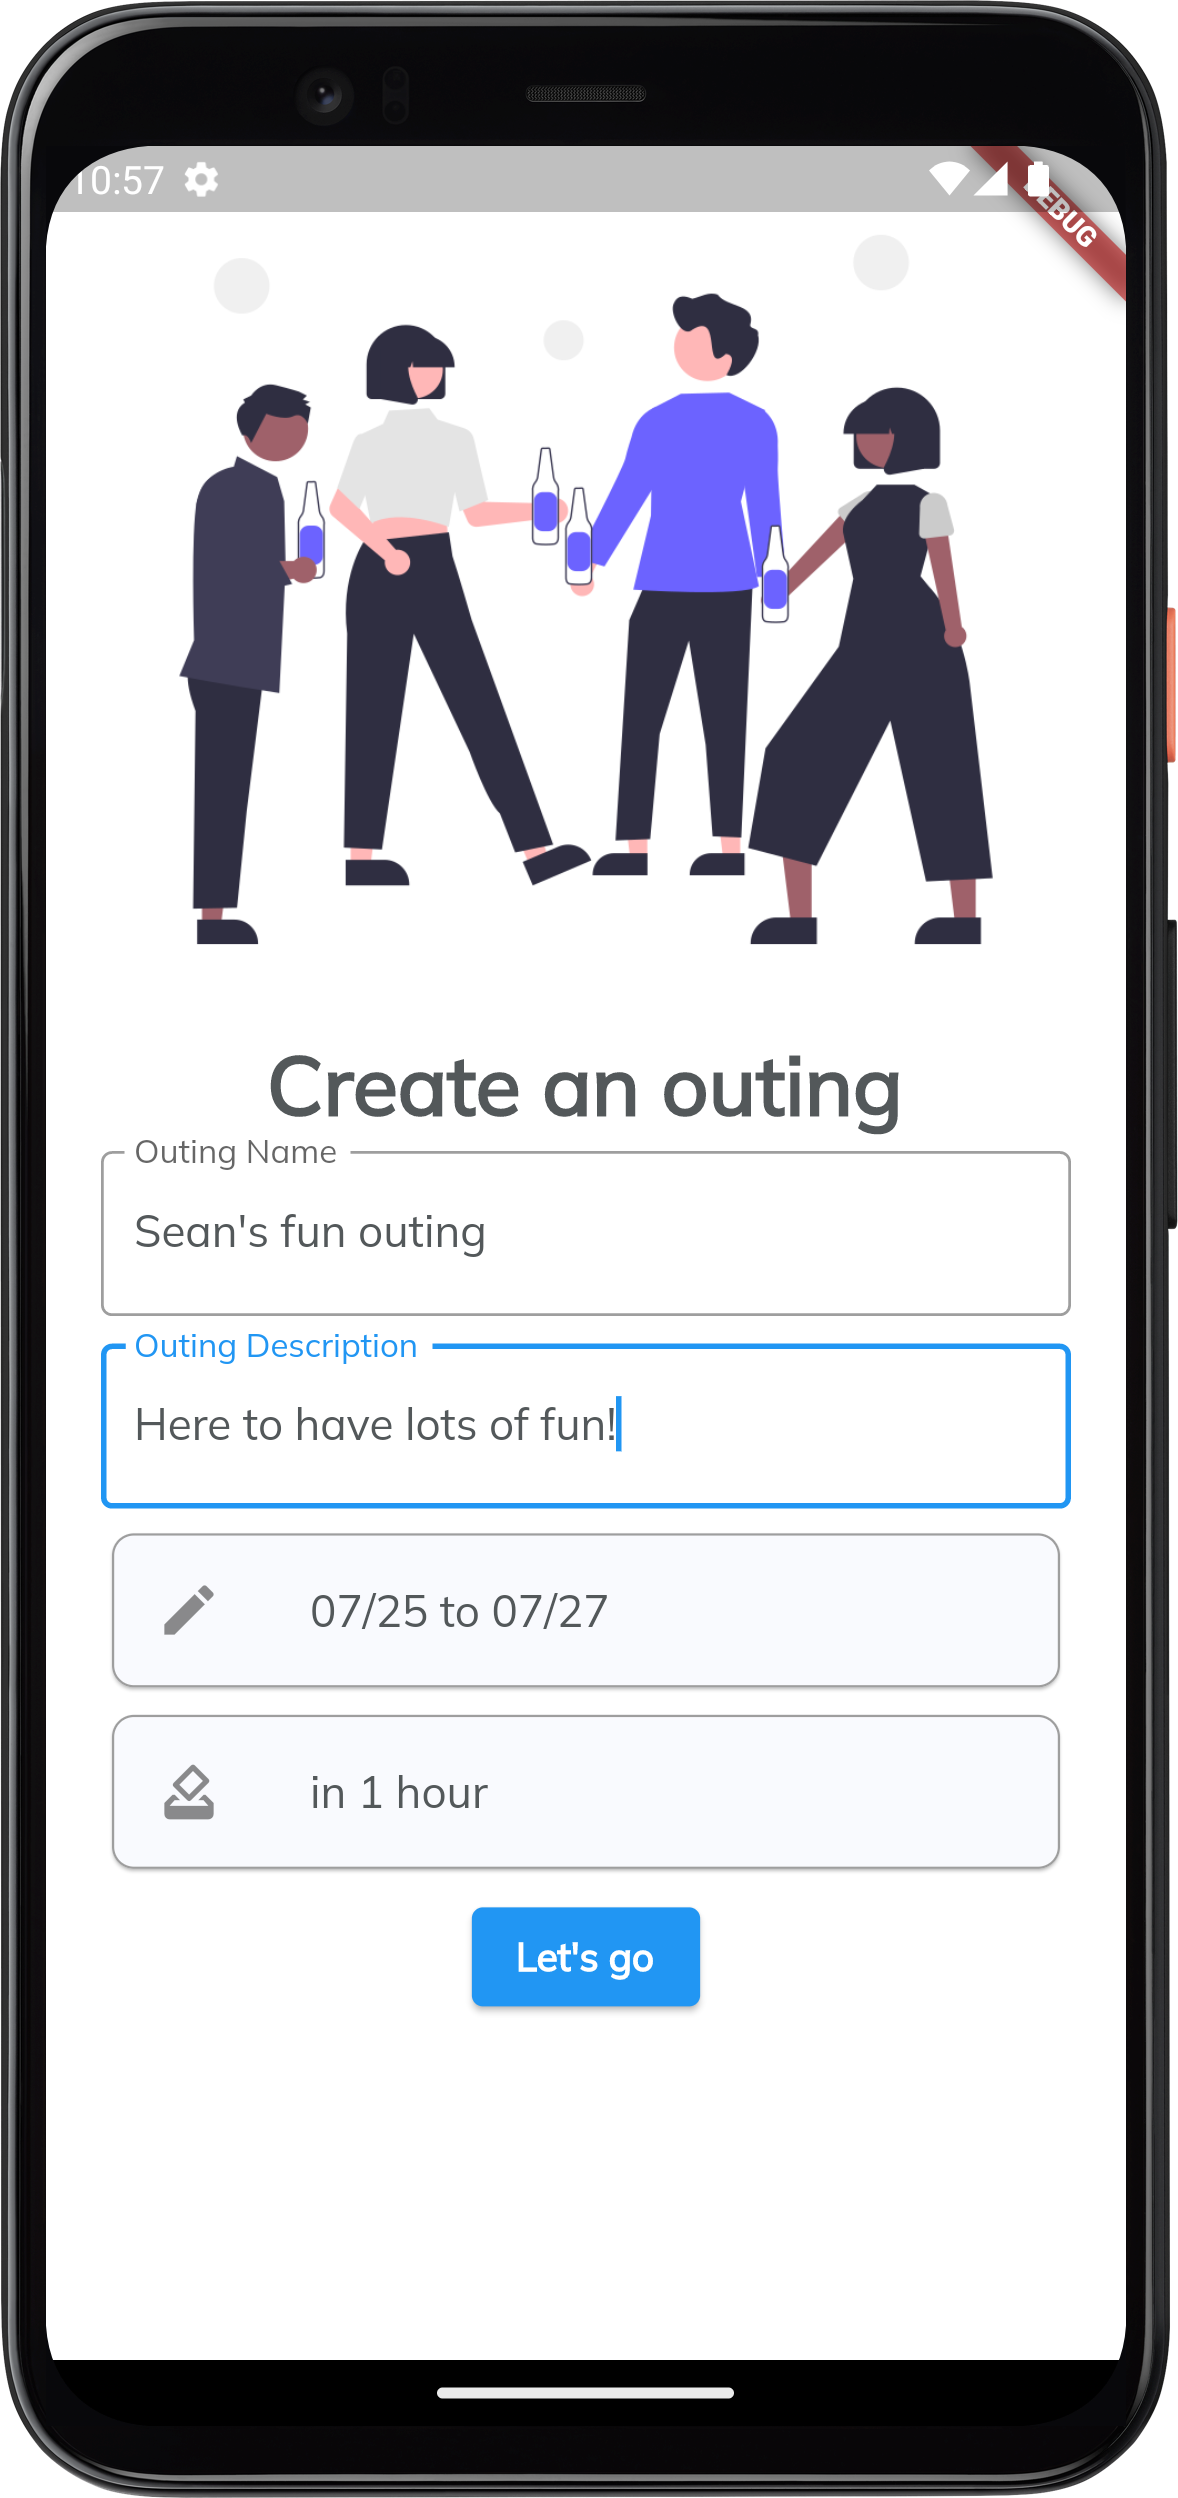 10:57
DEBUG
Create an outing
Outing Name
Sean's fun outing
Outing Description
Here to have lots of fun!
07/25 to 07/27
in 1 hour
Let's go